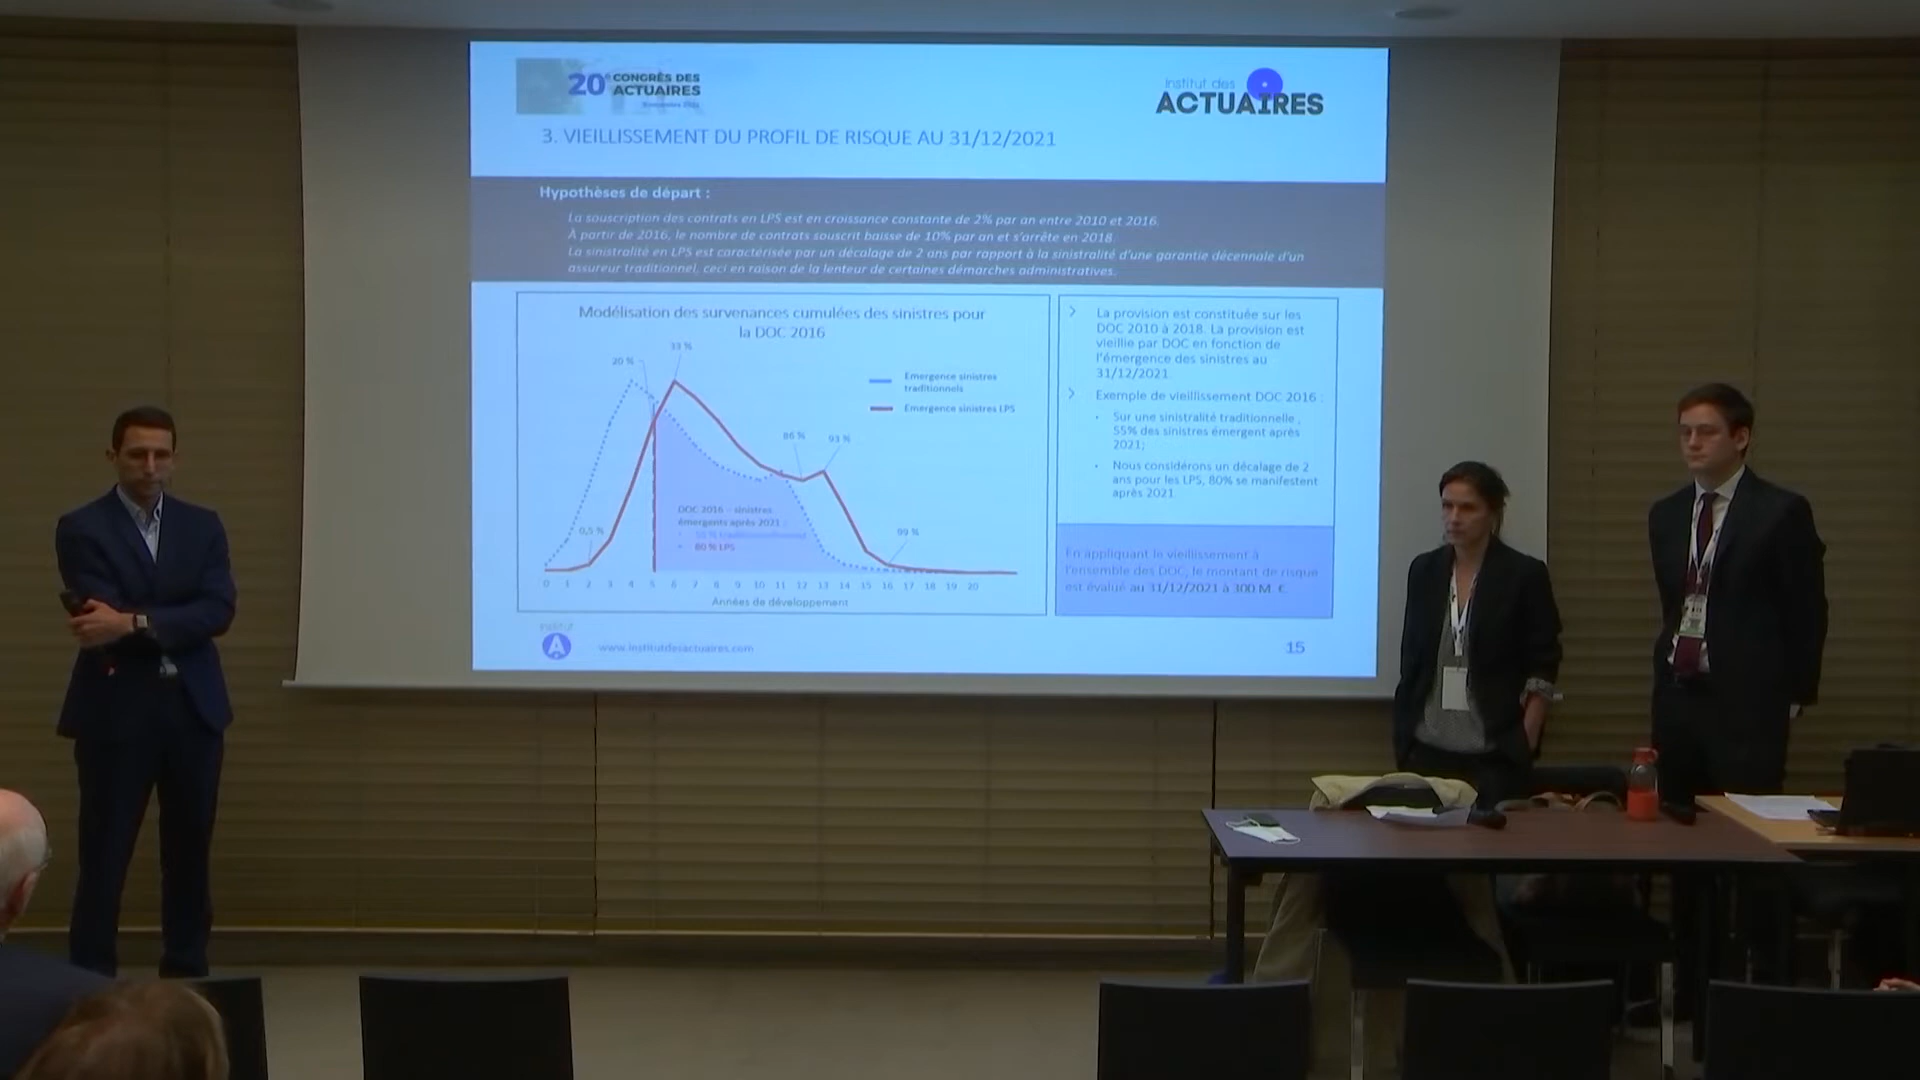 20e CONGRÈS DES
ACTUAIRES
Institut des
ACTUAIRES
3. VIEILLISSEMENT DU PROFIL DE RISQUE AU 31/12/2021
Hypothèses de départ :
La souscription des contrats en LPS est en croissance constante de 2% par an entre 2010 et 2016.
À partir de 2016, le nombre de contrats souscrit baisse de 10% par an et s'arrête en 2018.
La sinistralité en LPS est caractérisée par un décalage de 2 ans par rapport à la sinistralité d'une garantie décennale d'un
assureur traditionnel, ceci en raison de la lenteur de certaines démarches administratives.
Modélisation des survenances cumulées des sinistres pour
la DOC 2016
33 %
20 %
Emergence sinistres
traditionnels
Emergence sinistres LPS
86 %
93 %
0,5 %
99 %
DOC 2016 – sinistres
émergents après 2021 :
80 % LPS
0 1 2 3 4 5 6 7 8 9 10 11 12 13 14 15 16 17 18 19 20
Années de développement
> La provision est constituée sur les
DOC 2010 à 2018. La provision est
vieillie par DOC en fonction de
l'émergence des sinistres au
31/12/2021.
> Exemple de vieillissement DOC 2016 :
• Sur une sinistralité traditionnelle,
55% des sinistres émergent après
2021;
• Nous considérons un décalage de 2
ans pour les LPS, 80% se manifestent
après 2021.
En appliquant le vieillissement à
l'ensemble des DOC, le montant de risque
est évalué au 31/12/2021 à 300 M. €
Institut
A
www.institutdesactuaires.com
15